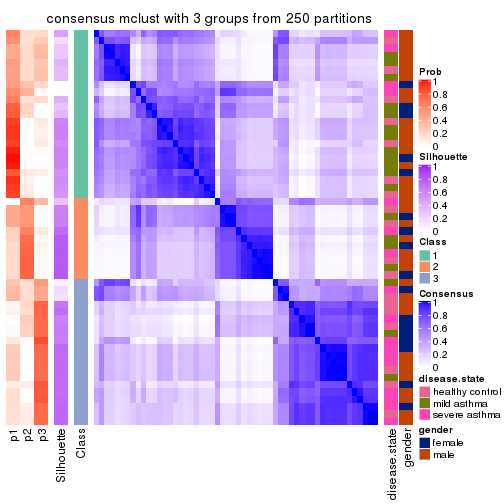 consensus mclust with 3 groups from 250 partitions
Prob
1
0.8
0.6
0.4
0.2
0
Silhouette
1
0.8
0.6
0.4
0.2
0
Class
1
2
3
Consensus
1
0.8
0.6
0.4
0.2
0
disease.state
healthy control
mild asthma
severe asthma
gender
female
male
p1
p2
p3
Silhouette
Class
disease.state
gender